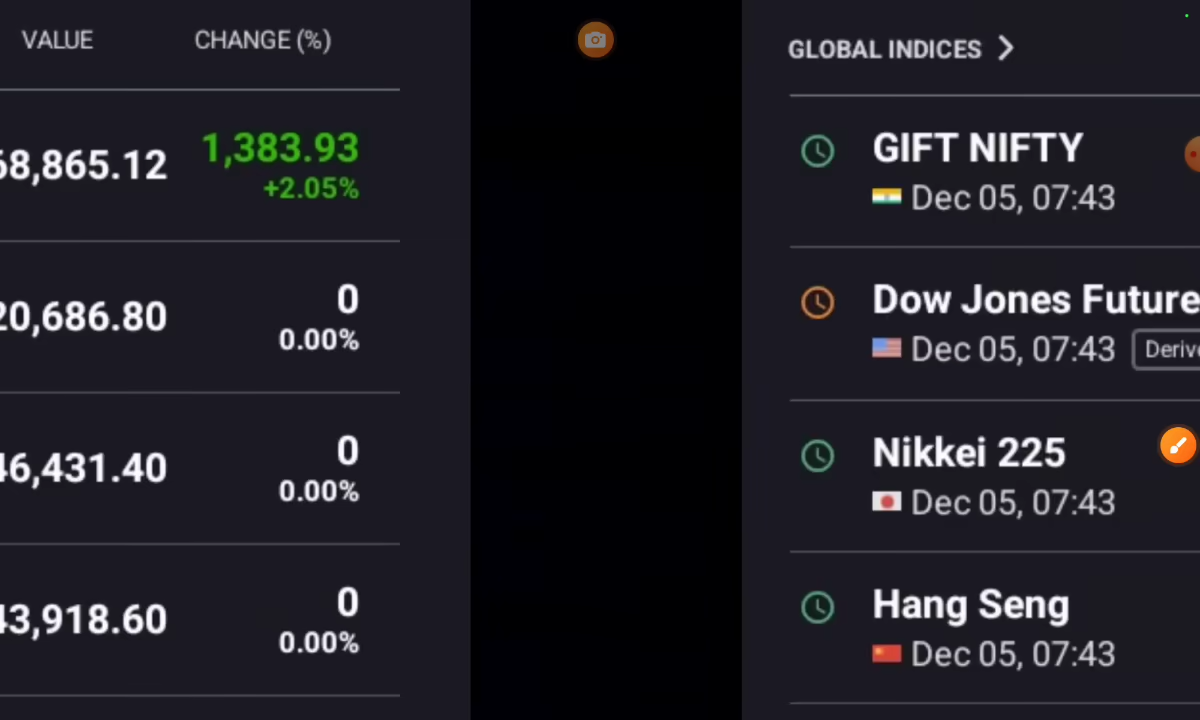 VALUE CHANGE (%)
68,865.12 1,383.93
+2.05%
20,686.80 0
0.00%
46,431.40 0
0.00%
43,918.60 0
0.00%
GLOBAL INDICES
GIFT NIFTY
Dec 05, 07:43
Dow Jones Future
Dec 05, 07:43 Deriv
Nikkei 225
Dec 05, 07:43
Hang Seng
Dec 05, 07:43